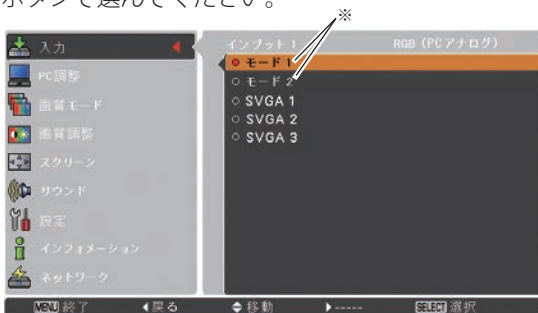 ボタンで選んでください。
※
入力
インプット 1 RGB (PCアナログ)
モード 1
PC調整
モード 2
画質モード
SVGA 1
SVGA 2
画質調整
SVGA 3
スクリーン
サウンド
設定
インフォメーション
ネットワーク
MENU 終了 戻る 移動 ----- SELECT 選択